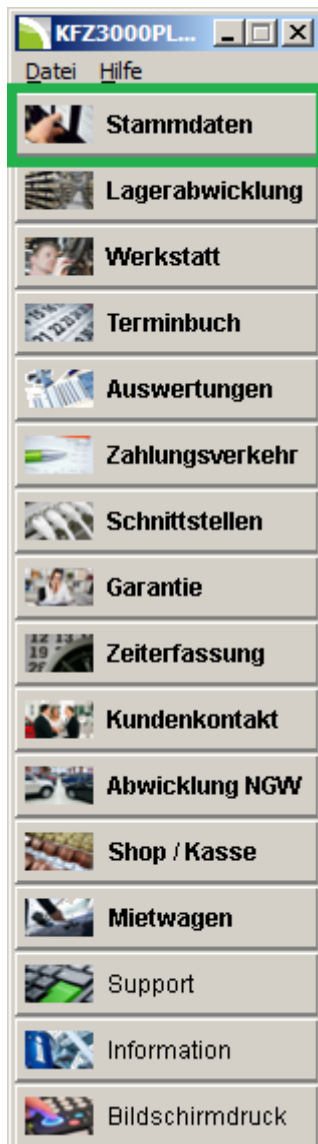 KFZ3000PL...
Datei Hilfe
Stammdaten
Lagerabwicklung
Werkstatt
Terminbuch
Auswertungen
Zahlungsverkehr
Schnittstellen
Garantie
Zeiterfassung
Kundenkontakt
Abwicklung NGW
Shop / Kasse
Mietwagen
Support
Information
Bildschirmdruck